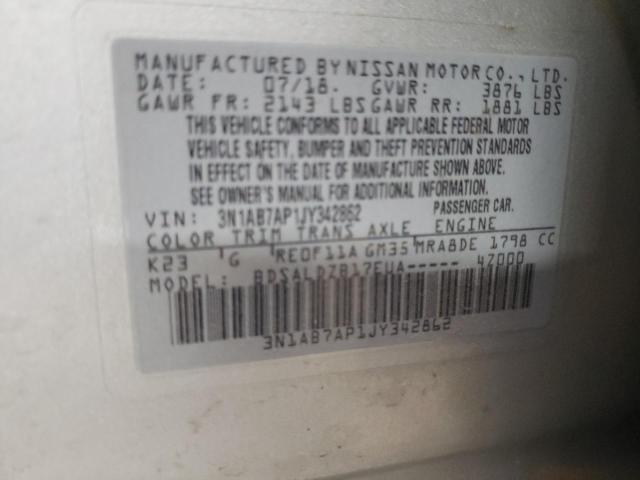 MANUFACTURED BY NISSAN MOTOR CO., LTD.
DATE: 07/18. GVWR: 3876 LBS
GAWR FR: 2143 LBS GAWR RR: 1881 LBS
THIS VEHICLE CONFORMS TO ALL APPLICABLE FEDERAL MOTOR
VEHICLE SAFETY, BUMPER AND THEFT PREVENTION STANDARDS
IN EFFECT ON THE DATE OF MANUFACTURE SHOWN ABOVE.
SEE OWNER'S MANUAL FOR ADDITIONAL INFORMATION.
VIN: 3N1AB7AP1JY342862 PASSENGER CAR.
COLOR TRIM TRANS AXLE ENGINE
K23 G RE0F11A GM35 MRA8DE 1798 CC
MODEL: BDSALDZB17EUA----- 47000
3N1AB7AP1JY342862